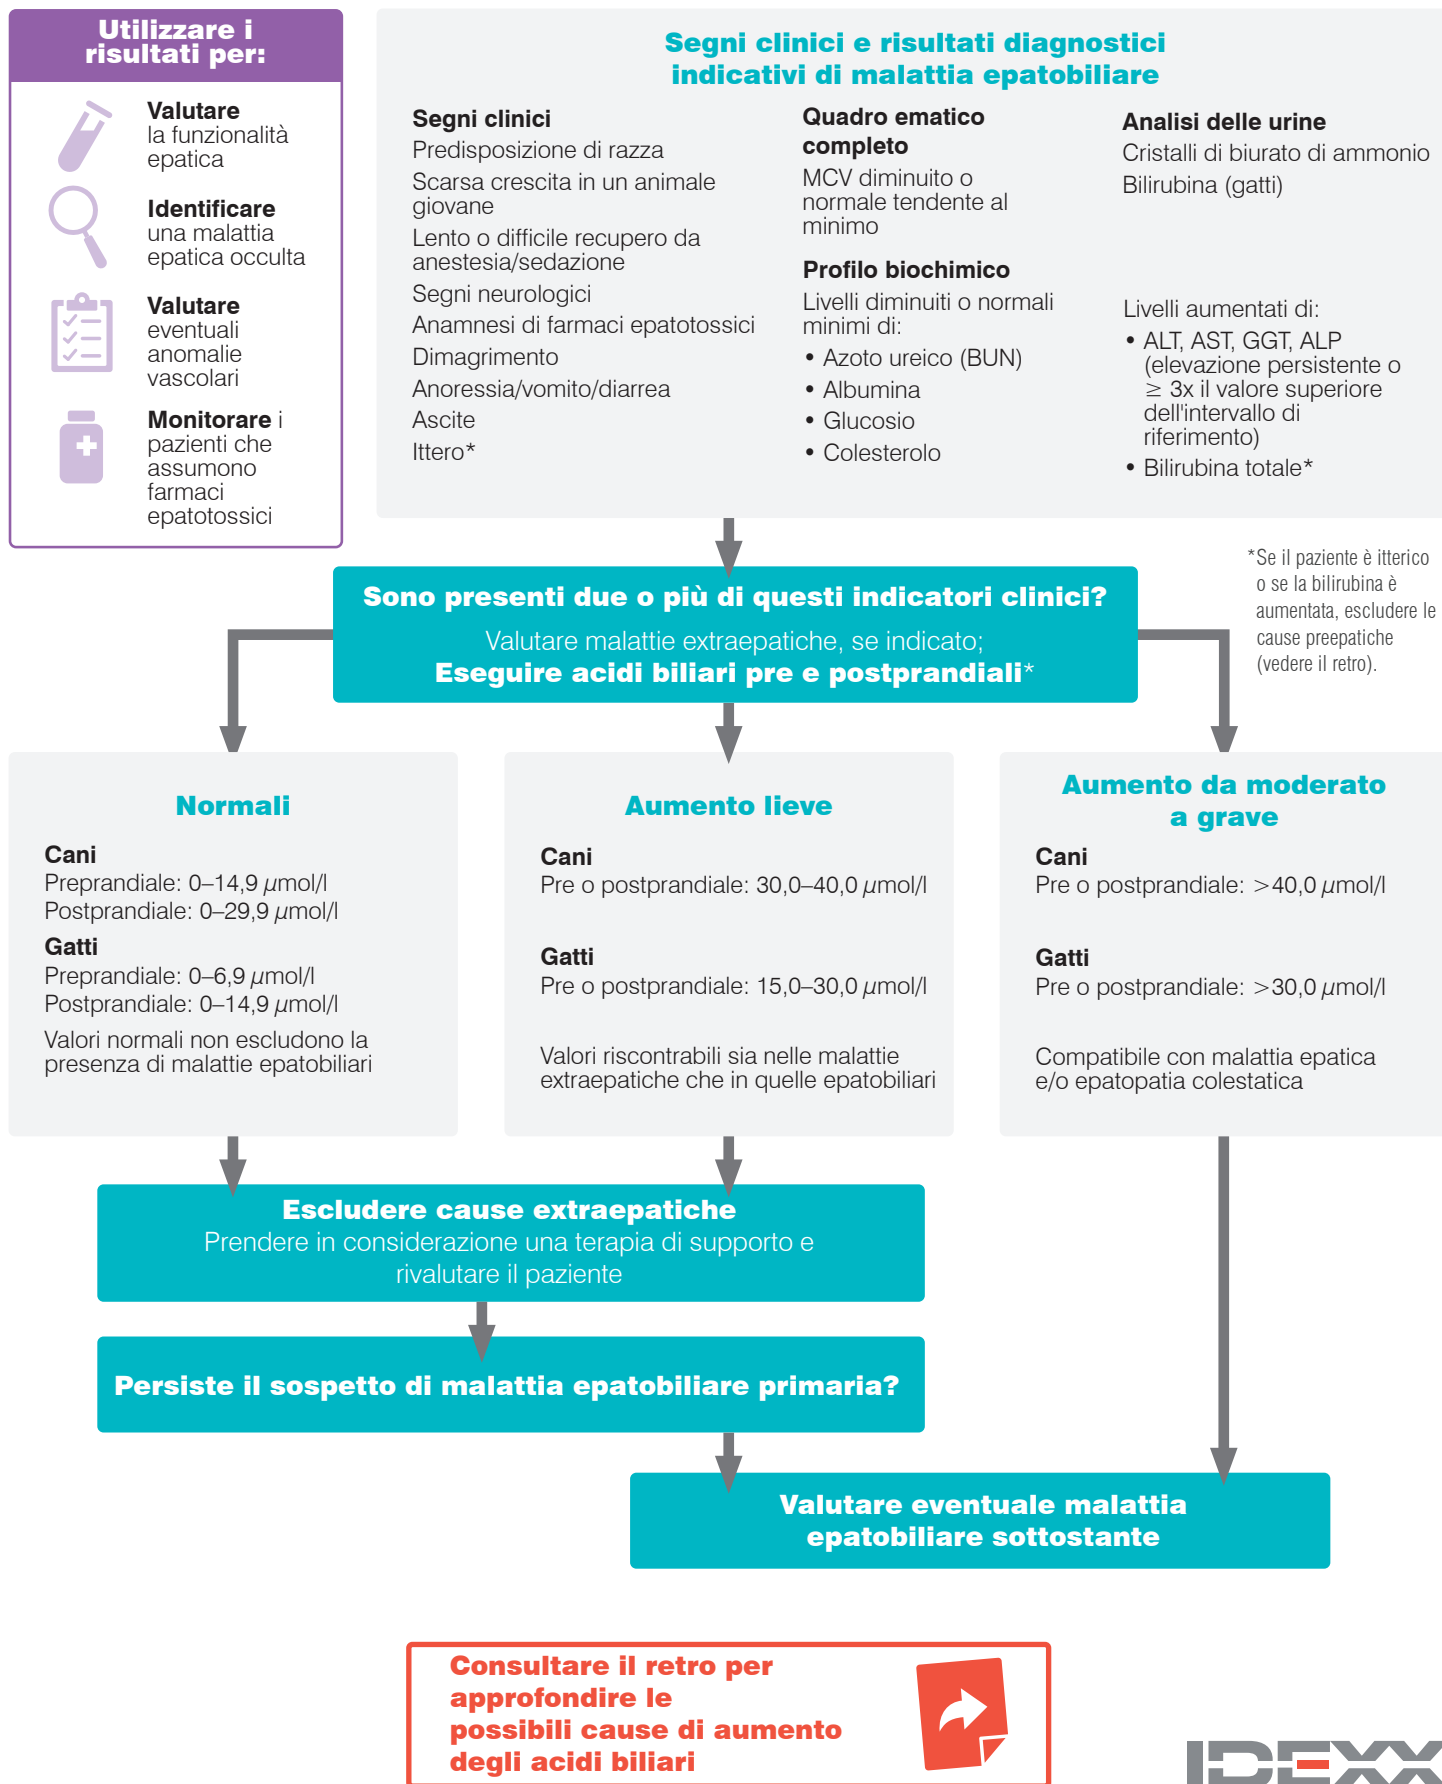 Utilizzare i
risultati per:
Valutare
la funzionalità
epatica
Identificare
una malattia
epatica occulta
Valutare
eventuali
anomalie
vascolari
Monitorare i
pazienti che
assumono
farmaci
epatotossici
Segni clinici e risultati diagnostici
indicativi di malattia epatobiliare
Segni clinici
Predisposizione di razza
Scarsa crescita in un animale
giovane
Lento o difficile recupero da
anestesia/sedazione
Segni neurologici
Anamnesi di farmaci epatotossici
Dimagrimento
Anoressia/vomito/diarrea
Ascite
Ittero*
Quadro ematico
completo
MCV diminuito o
normale tendente al
minimo
Profilo biochimico
Livelli diminuiti o normali
minimi di:
• Azoto ureico (BUN)
• Albumina
• Glucosio
• Colesterolo
Analisi delle urine
Cristalli di biurato di ammonio
Bilirubina (gatti)
Livelli aumentati di:
• ALT, AST, GGT, ALP
(elevazione persistente o
≥ 3x il valore superiore
dell'intervallo di
riferimento)
• Bilirubina totale*
*Se il paziente è itterico
o se la bilirubina è
aumentata, escludere le
cause preepatiche
(vedere il retro).
Sono presenti due o più di questi indicatori clinici?
Valutare malattie extraepatiche, se indicato;
Eseguire acidi biliari pre e postprandiali*
Normali
Cani
Preprandiale: 0–14,9 µmol/l
Postprandiale: 0–29,9 µmol/l
Gatti
Preprandiale: 0–6,9 µmol/l
Postprandiale: 0–14,9 µmol/l
Valori normali non escludono la
presenza di malattie epatobiliari
Aumento lieve
Cani
Pre o postprandiale: 30,0–40,0 µmol/l
Gatti
Pre o postprandiale: 15,0–30,0 µmol/l
Valori riscontrabili sia nelle malattie
extraepatiche che in quelle epatobiliari
Aumento da moderato
a grave
Cani
Pre o postprandiale: >40,0 µmol/l
Gatti
Pre o postprandiale: >30,0 µmol/l
Compatibile con malattia epatica
e/o epatopatia colestatica
Escludere cause extraepatiche
Prendere in considerazione una terapia di supporto e
rivalutare il paziente
Persiste il sospetto di malattia epatobiliare primaria?
Valutare eventuale malattia
epatobiliare sottostante
Consultare il retro per
approfondire le
possibili cause di aumento
degli acidi biliari
IDEXX